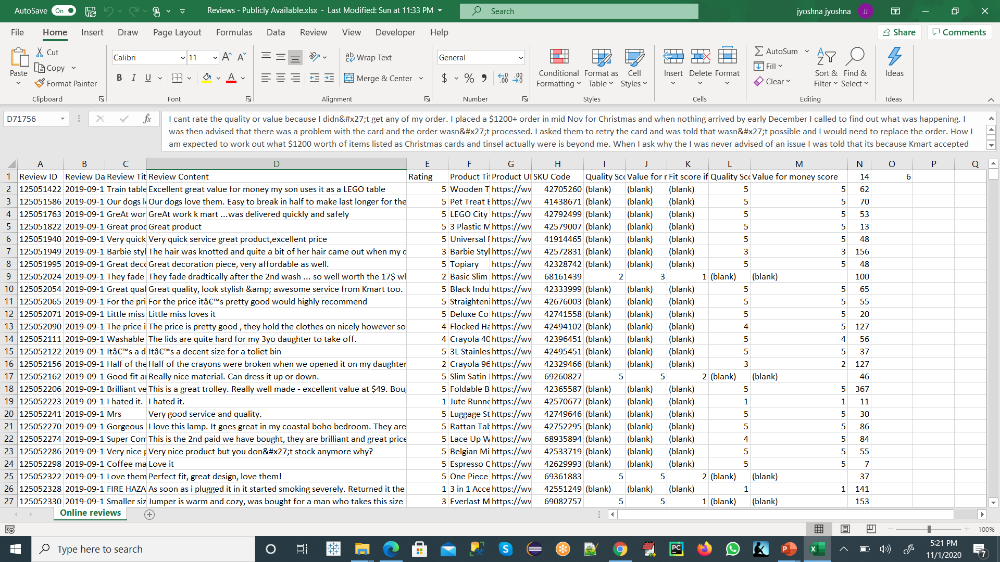 AutoSave On Reviews - Publicly Available.xlsx - Last Modified: Sun at 11:33 PM Search jyoshna jyoshna JJ
File Home Insert Draw Page Layout Formulas Data Review View Developer Help Share Comments
Paste Cut Copy Format Painter Clipboard
Calibri 11 B I U A Font
ab Wrap Text Merge & Center Alignment
General $ % Number
Conditional Formatting Format as Table Cell Styles Styles
Insert Delete Format Cells
AutoSum Fill Clear Sort & Filter Find & Select Editing
Ideas Ideas
D71756 fx I cant rate the quality or value because I didn&#x27;t get any of my order. I placed a $1200+ order in mid Nov for Christmas and when nothing arrived by early December I called to find out what was happening. I
was then advised that there was a problem with the card and the order wasn&#x27;t processed. I asked them to retry the card and was told that wasn&#x27;t possible and I would need to replace the order. How I
am expected to work out what $1200 worth of items listed as Christmas cards and tinsel actually were is beyond me. When I ask why the I was never advised of an issue I was told that its because Kmart accepted
A B C D E F G H I J K L M N O P Q
1 Review ID Review Da Review Tit Review Content Rating Product Ti Product UI SKU Code Quality Sco Value for r Fit score if Quality Sco Value for money score 14 6
2 125051422 2019-09-1 Train table Excellent great value for money my son uses it as a LEGO table 5 Wooden T https://ww 42705260 (blank) (blank) (blank) 5 5 62
3 125051586 2019-09-1 Our dogs l Our dogs love them. Easy to break in half to make last longer for the 5 Pet Treat B https://ww 41438671 (blank) (blank) (blank) 5 5 70
4 125051763 2019-09-1 GreAt wor GreAt work k mart ...was delivered quickly and safely 5 LEGO City https://ww 42792499 (blank) (blank) (blank) 5 5 53
5 125051822 2019-09-1 Great prod Great product 5 3 Plastic M https://ww 42579007 (blank) (blank) (blank) 5 5 13
6 125051940 2019-09-1 Very quick Very quick service great product,excellent price 5 Universal F https://ww 41914465 (blank) (blank) (blank) 5 5 48
7 125051949 2019-09-1 Barbie styl The hair was knotted and quite a bit of her hair came out when my d 3 Barbie Styl https://ww 42572831 (blank) (blank) (blank) 3 3 156
8 125051995 2019-09-1 Great deco Great decoration piece, very affordable as well. 5 Topiary https://ww 42328742 (blank) (blank) (blank) 5 5 48
9 125052024 2019-09-1 They fade They fade dradtically after the 2nd wash ... so well worth the 17$ wh 2 Basic Slim https://ww 68161439 2 3 1 (blank) (blank) 100
10 125052054 2019-09-1 Great qual Great quality, look stylish &amp; awesome service from Kmart too. 5 Black Indu https://ww 42333999 (blank) (blank) (blank) 5 5 65
11 125052065 2019-09-1 For the pri For the price itâ€™s pretty good would highly recommend 5 Straighteni https://ww 42676003 (blank) (blank) (blank) 5 5 55
12 125052071 2019-09-1 Little miss Little miss loves it 5 Deluxe Co https://ww 42741558 (blank) (blank) (blank) 5 5 20
13 125052090 2019-09-1 The price i The price is pretty good , they hold the clothes on nicely however so 4 Flocked Ha https://ww 42494102 (blank) (blank) (blank) 4 5 127
14 125052111 2019-09-1 Washable The lids are quite hard for my 3yo daughter to take off. 4 Crayola 40 https://ww 42396451 (blank) (blank) (blank) 5 4 56
15 125052122 2019-09-1 Itâ€™s a d Itâ€™s a decent size for a toliet bin 5 3L Stainles https://ww 42495451 (blank) (blank) (blank) 5 5 37
16 125052156 2019-09-1 Half of the Half of the crayons were broken when we opened it on my daughter 2 Crayola 96 https://ww 42329466 (blank) (blank) (blank) 3 2 127
17 125052162 2019-09-1 Good fit an Really nice material. Can dress it up or down. 5 Slim Satin https://ww 69260827 5 5 2 (blank) (blank) 46
18 125052206 2019-09-1 Brilliant ve This is a great trolley. Really well made - excellent value at $49. Boug 5 Foldable B https://ww 42365587 (blank) (blank) (blank) 5 5 367
19 125052223 2019-09-1 I hated it. I hated it. 1 Jute Runne https://ww 42570677 (blank) (blank) (blank) 1 1 11
20 125052241 2019-09-1 Mrs Very good service and quality. 5 Luggage St https://ww 42749646 (blank) (blank) (blank) 5 5 30
21 125052270 2019-09-1 Gorgeous I love this lamp. It goes great in my coastal boho bedroom. They are 5 Rattan Tab https://ww 42752295 (blank) (blank) (blank) 5 5 86
22 125052274 2019-09-1 Super Com This is the 2nd paid we have bought, they are brilliant and great price 5 Lace Up W https://ww 68935894 (blank) (blank) (blank) 4 5 84
23 125052286 2019-09-1 Very nice p Very nice product but you don&#x27;t stock anymore why? 5 Belgian Mi https://ww 42533719 (blank) (blank) (blank) 5 5 55
24 125052298 2019-09-1 Coffee ma Love it 5 Espresso C https://ww 42629993 (blank) (blank) (blank) 5 5 7
25 125052322 2019-09-1 Love them Perfect fit, great design, love them! 5 One Piece https://ww 69361883 5 5 2 (blank) (blank) 37
26 125052328 2019-09-1 FIRE HAZA As soon as i plugged it in it started smoking severely. Returned it the 1 3 in 1 Acce https://ww 42551249 (blank) (blank) (blank) 1 1 141
27 125052330 2019-09-1 Smaller siz Jumper is warm and cozy, was bought for a man who takes this size i 3 Everlast M https://ww 69082757 5 5 1 (blank) (blank) 153
Online reviews
100%
Type here to search
5:21 PM
11/1/2020
7